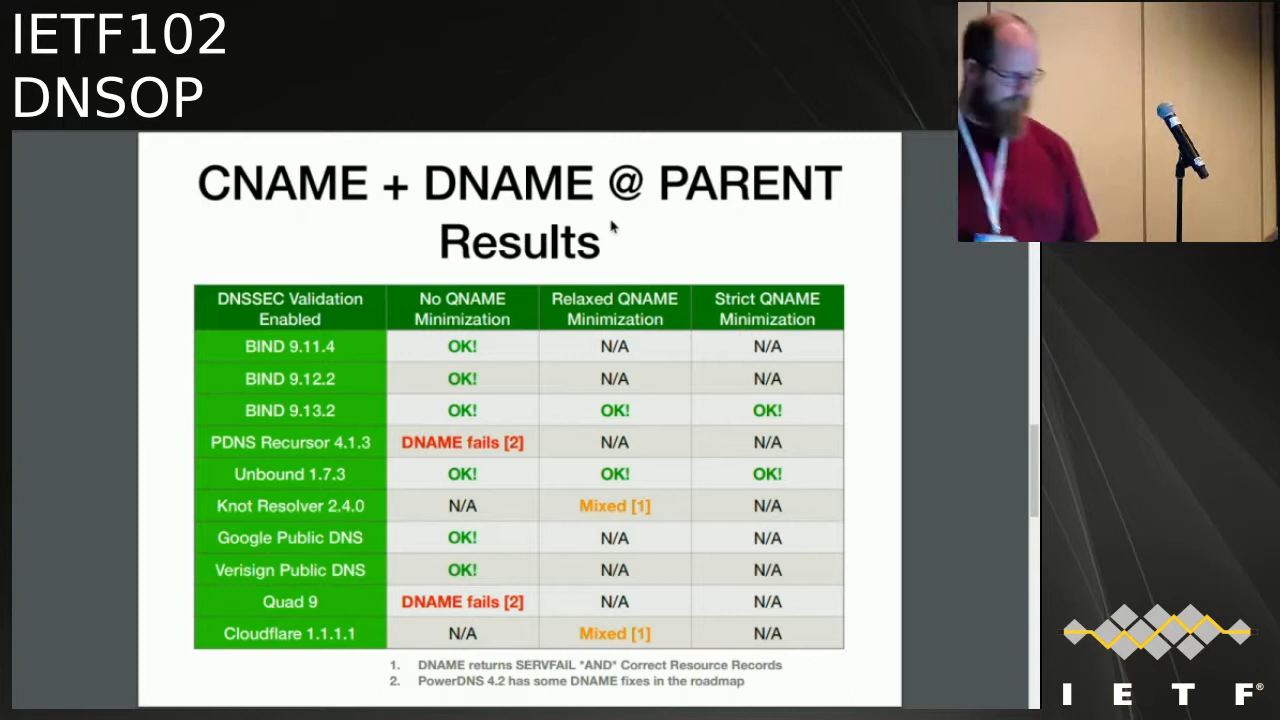 IETF102
DNSOP
CNAME + DNAME @ PARENT
Results
DNSSEC Validation Enabled No QNAME Minimization Relaxed QNAME Minimization Strict QNAME Minimization
BIND 9.11.4 OK! N/A N/A
BIND 9.12.2 OK! N/A N/A
BIND 9.13.2 OK! OK! OK!
PDNS Recursor 4.1.3 DNAME fails [2] N/A N/A
Unbound 1.7.3 OK! OK! OK!
Knot Resolver 2.4.0 N/A Mixed [1] N/A
Google Public DNS OK! N/A N/A
Verisign Public DNS OK! N/A N/A
Quad 9 DNAME fails [2] N/A N/A
Cloudflare 1.1.1.1 N/A Mixed [1] N/A
1. DNAME returns SERVFAIL *AND* Correct Resource Records
2. PowerDNS 4.2 has some DNAME fixes in the roadmap
I E T F®